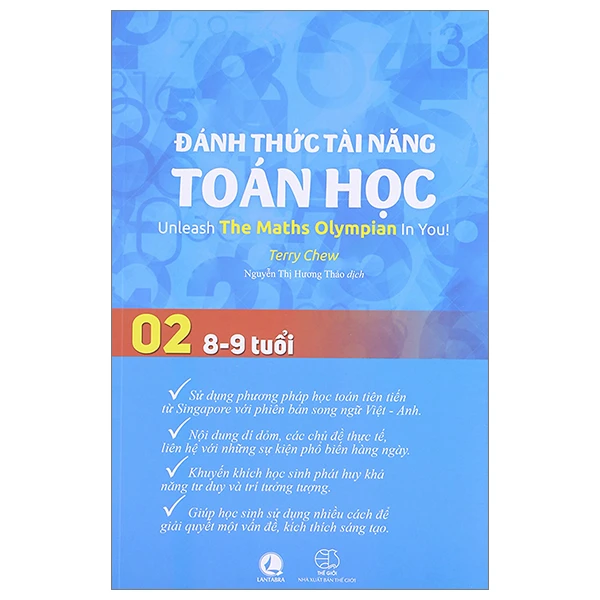 ĐÁNH THỨC TÀI NĂNG
TOÁN HỌC
Unleash The Maths Olympian In You!
Terry Chew
Nguyễn Thị Hương Thảo dịch
02 8-9 tuổi
Sử dụng phương pháp học toán tiên tiến
từ Singapore với phiên bản song ngữ Việt - Anh.
Nội dung dí dỏm, các chủ đề thực tế,
liên hệ với những sự kiện phổ biến hàng ngày.
Khuyến khích học sinh phát huy khả
năng tư duy và trí tưởng tượng.
Giúp học sinh sử dụng nhiều cách để
giải quyết một vấn đề, kích thích sáng tạo.
LANTABRA
THẾ GIỚI
NHÀ XUẤT BẢN THẾ GIỚI